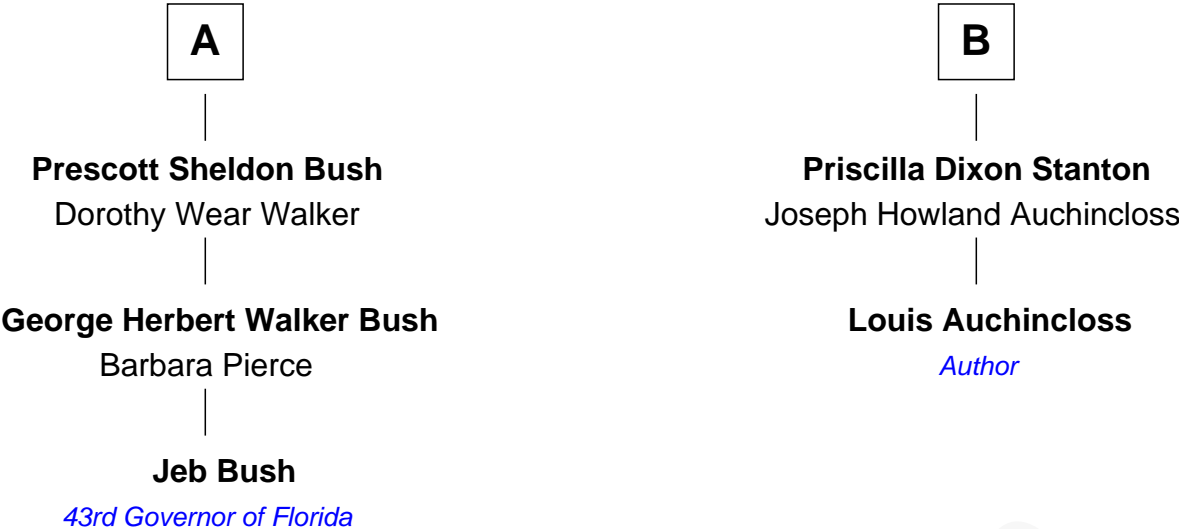 A
Prescott Sheldon Bush
Dorothy Wear Walker
George Herbert Walker Bush
Barbara Pierce
Jeb Bush
43rd Governor of Florida
B
Priscilla Dixon Stanton
Joseph Howland Auchincloss
Louis Auchincloss
Author